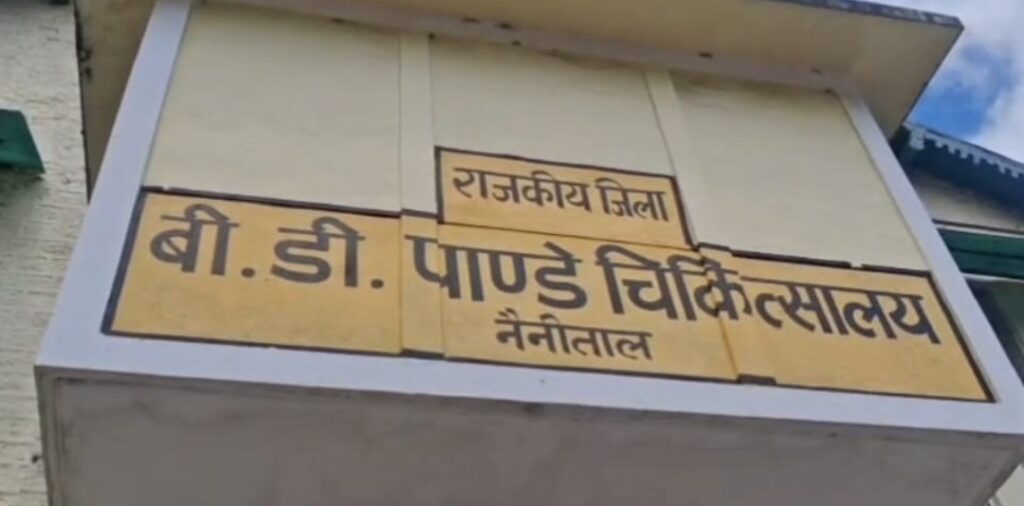 राजकीय जिला
बी. डी. पाण्डे चिकित्सालय
नैनीताल